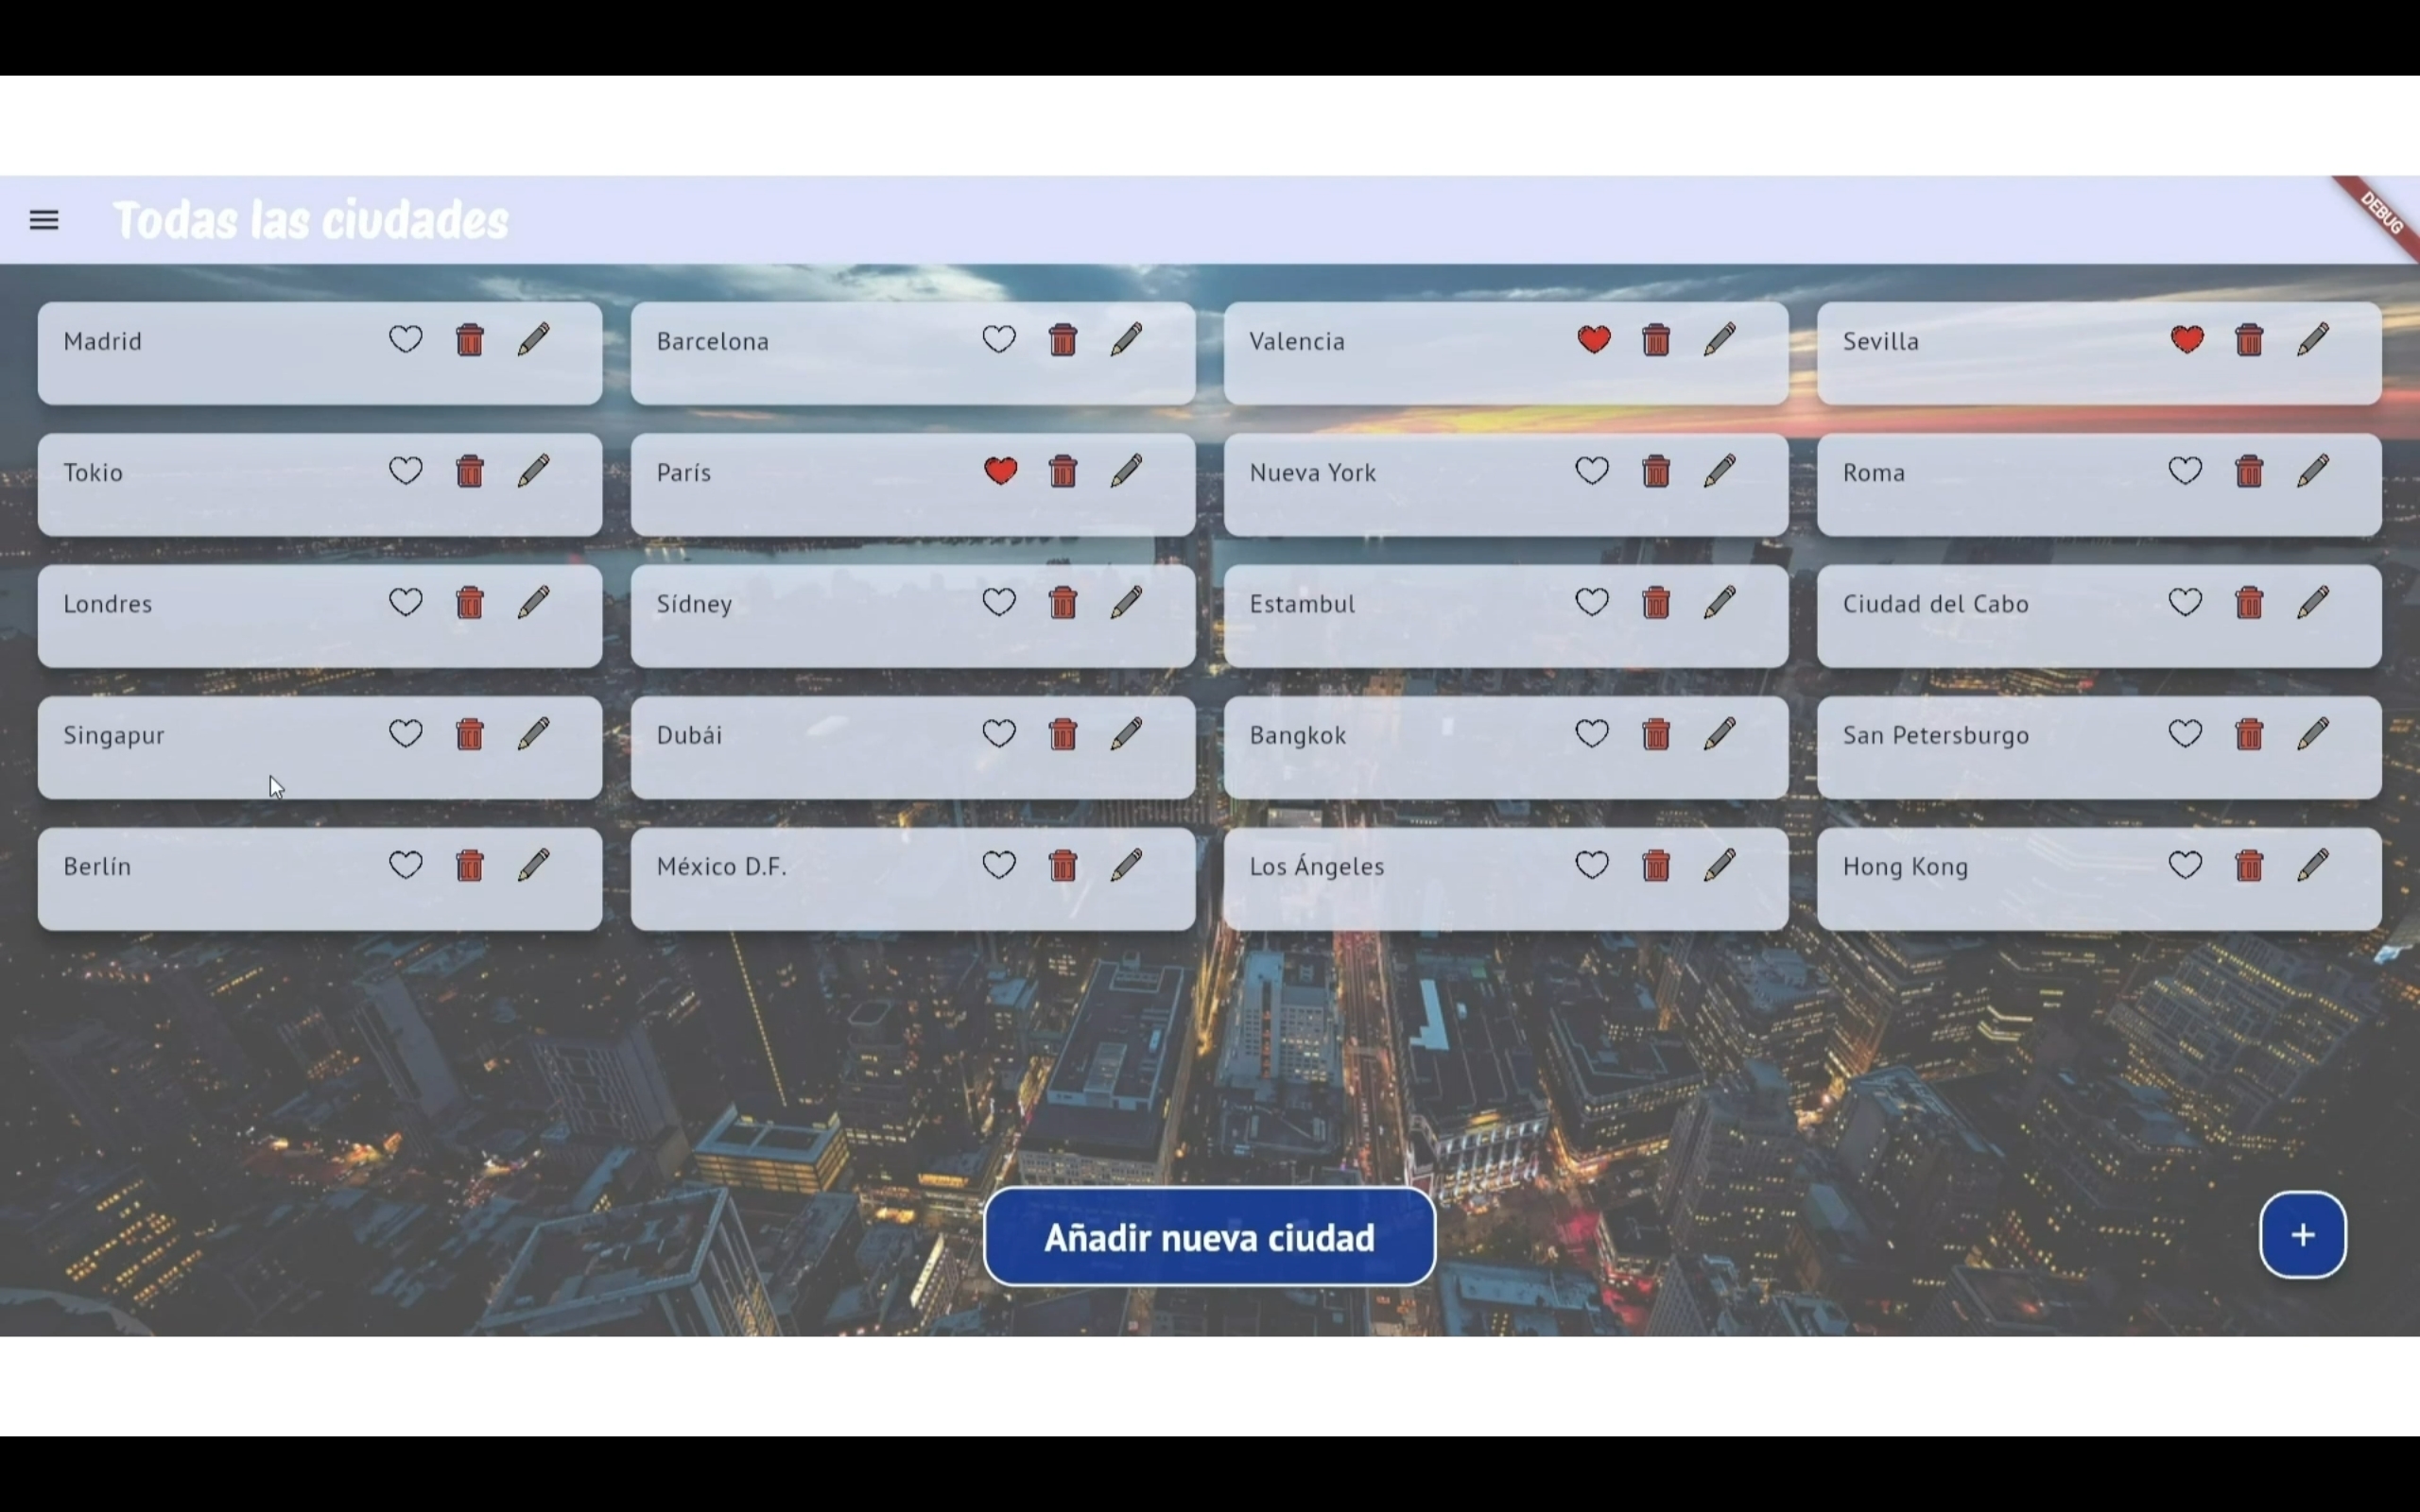 Todas las ciudades
DEBUG
Madrid
Barcelona
Valencia
Sevilla
Tokio
París
Nueva York
Roma
Londres
Sídney
Estambul
Ciudad del Cabo
Singapur
Dubái
Bangkok
San Petersburgo
Berlín
México D.F.
Los Ángeles
Hong Kong
Añadir nueva ciudad
+